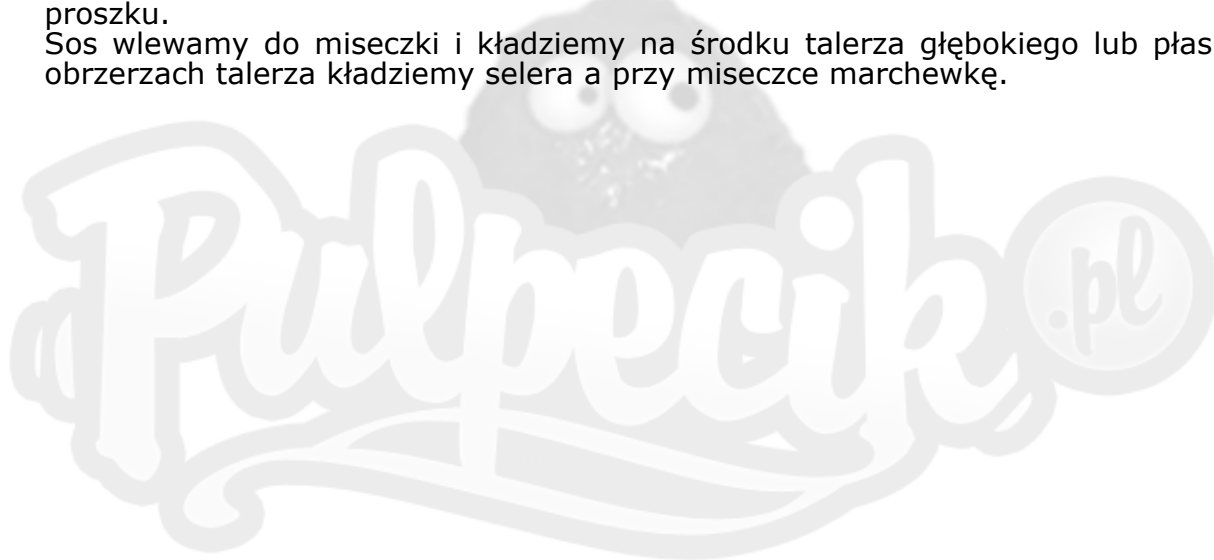 proszku.
Sos wlewamy do miseczki i kładziemy na środku talerza głębokiego lub płas
obrzerzach talerza kładziemy selera a przy miseczce marchewkę.
Pulpecik .pl